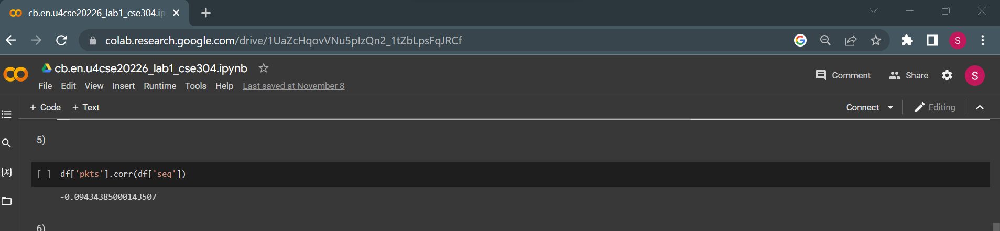 cb.en.u4cse20226_lab1_cse304.ip
colab.research.google.com/drive/1UaZcHqovVNu5pIzQn2_1tZbLpsFqJRCf
G
S
cb.en.u4cse20226_lab1_cse304.ipynb
Comment Share S
File Edit View Insert Runtime Tools Help Last saved at November 8
+ Code + Text Connect Editing
5)
{x}
[ ] df['pkts'].corr(df['seq'])
-0.09434385000143507
6)